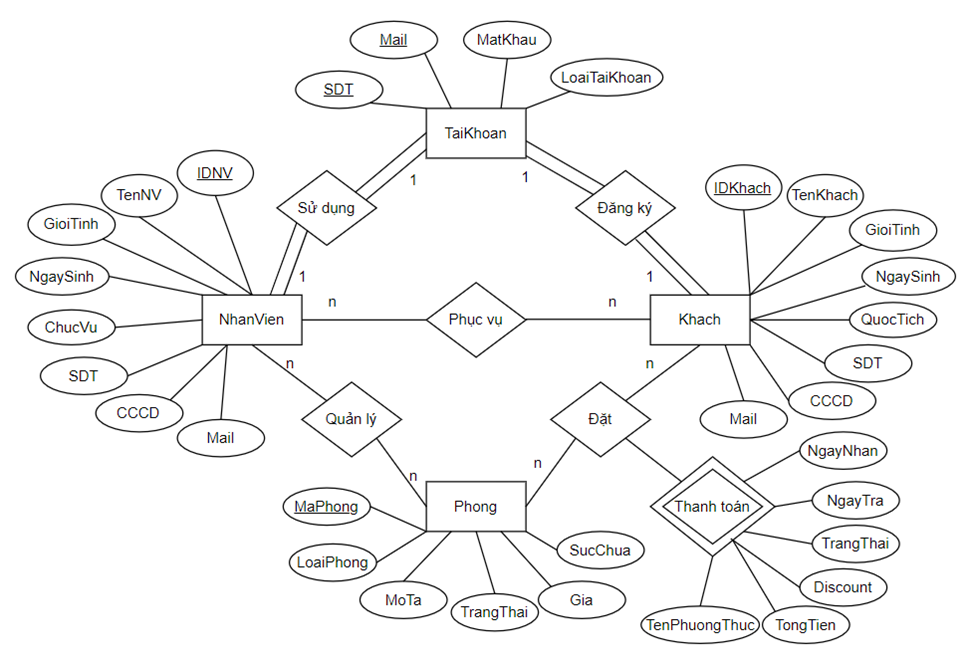 Mail
MatKhau
SDT
LoaiTaiKhoan
TaiKhoan
1
1
Sử dụng
Đăng ký
1
1
IDNV
TenNV
GioiTinh
NgaySinh
ChucVu
SDT
CCCD
Mail
NhanVien
n
Phục vụ
n
Khach
IDKhach
TenKhach
GioiTinh
NgaySinh
QuocTich
SDT
CCCD
Mail
n
Quản lý
n
n
Đặt
n
Phong
MaPhong
LoaiPhong
MoTa
TrangThai
Gia
SucChua
Thanh toán
NgayNhan
NgayTra
TrangThai
Discount
TongTien
TenPhuongThuc